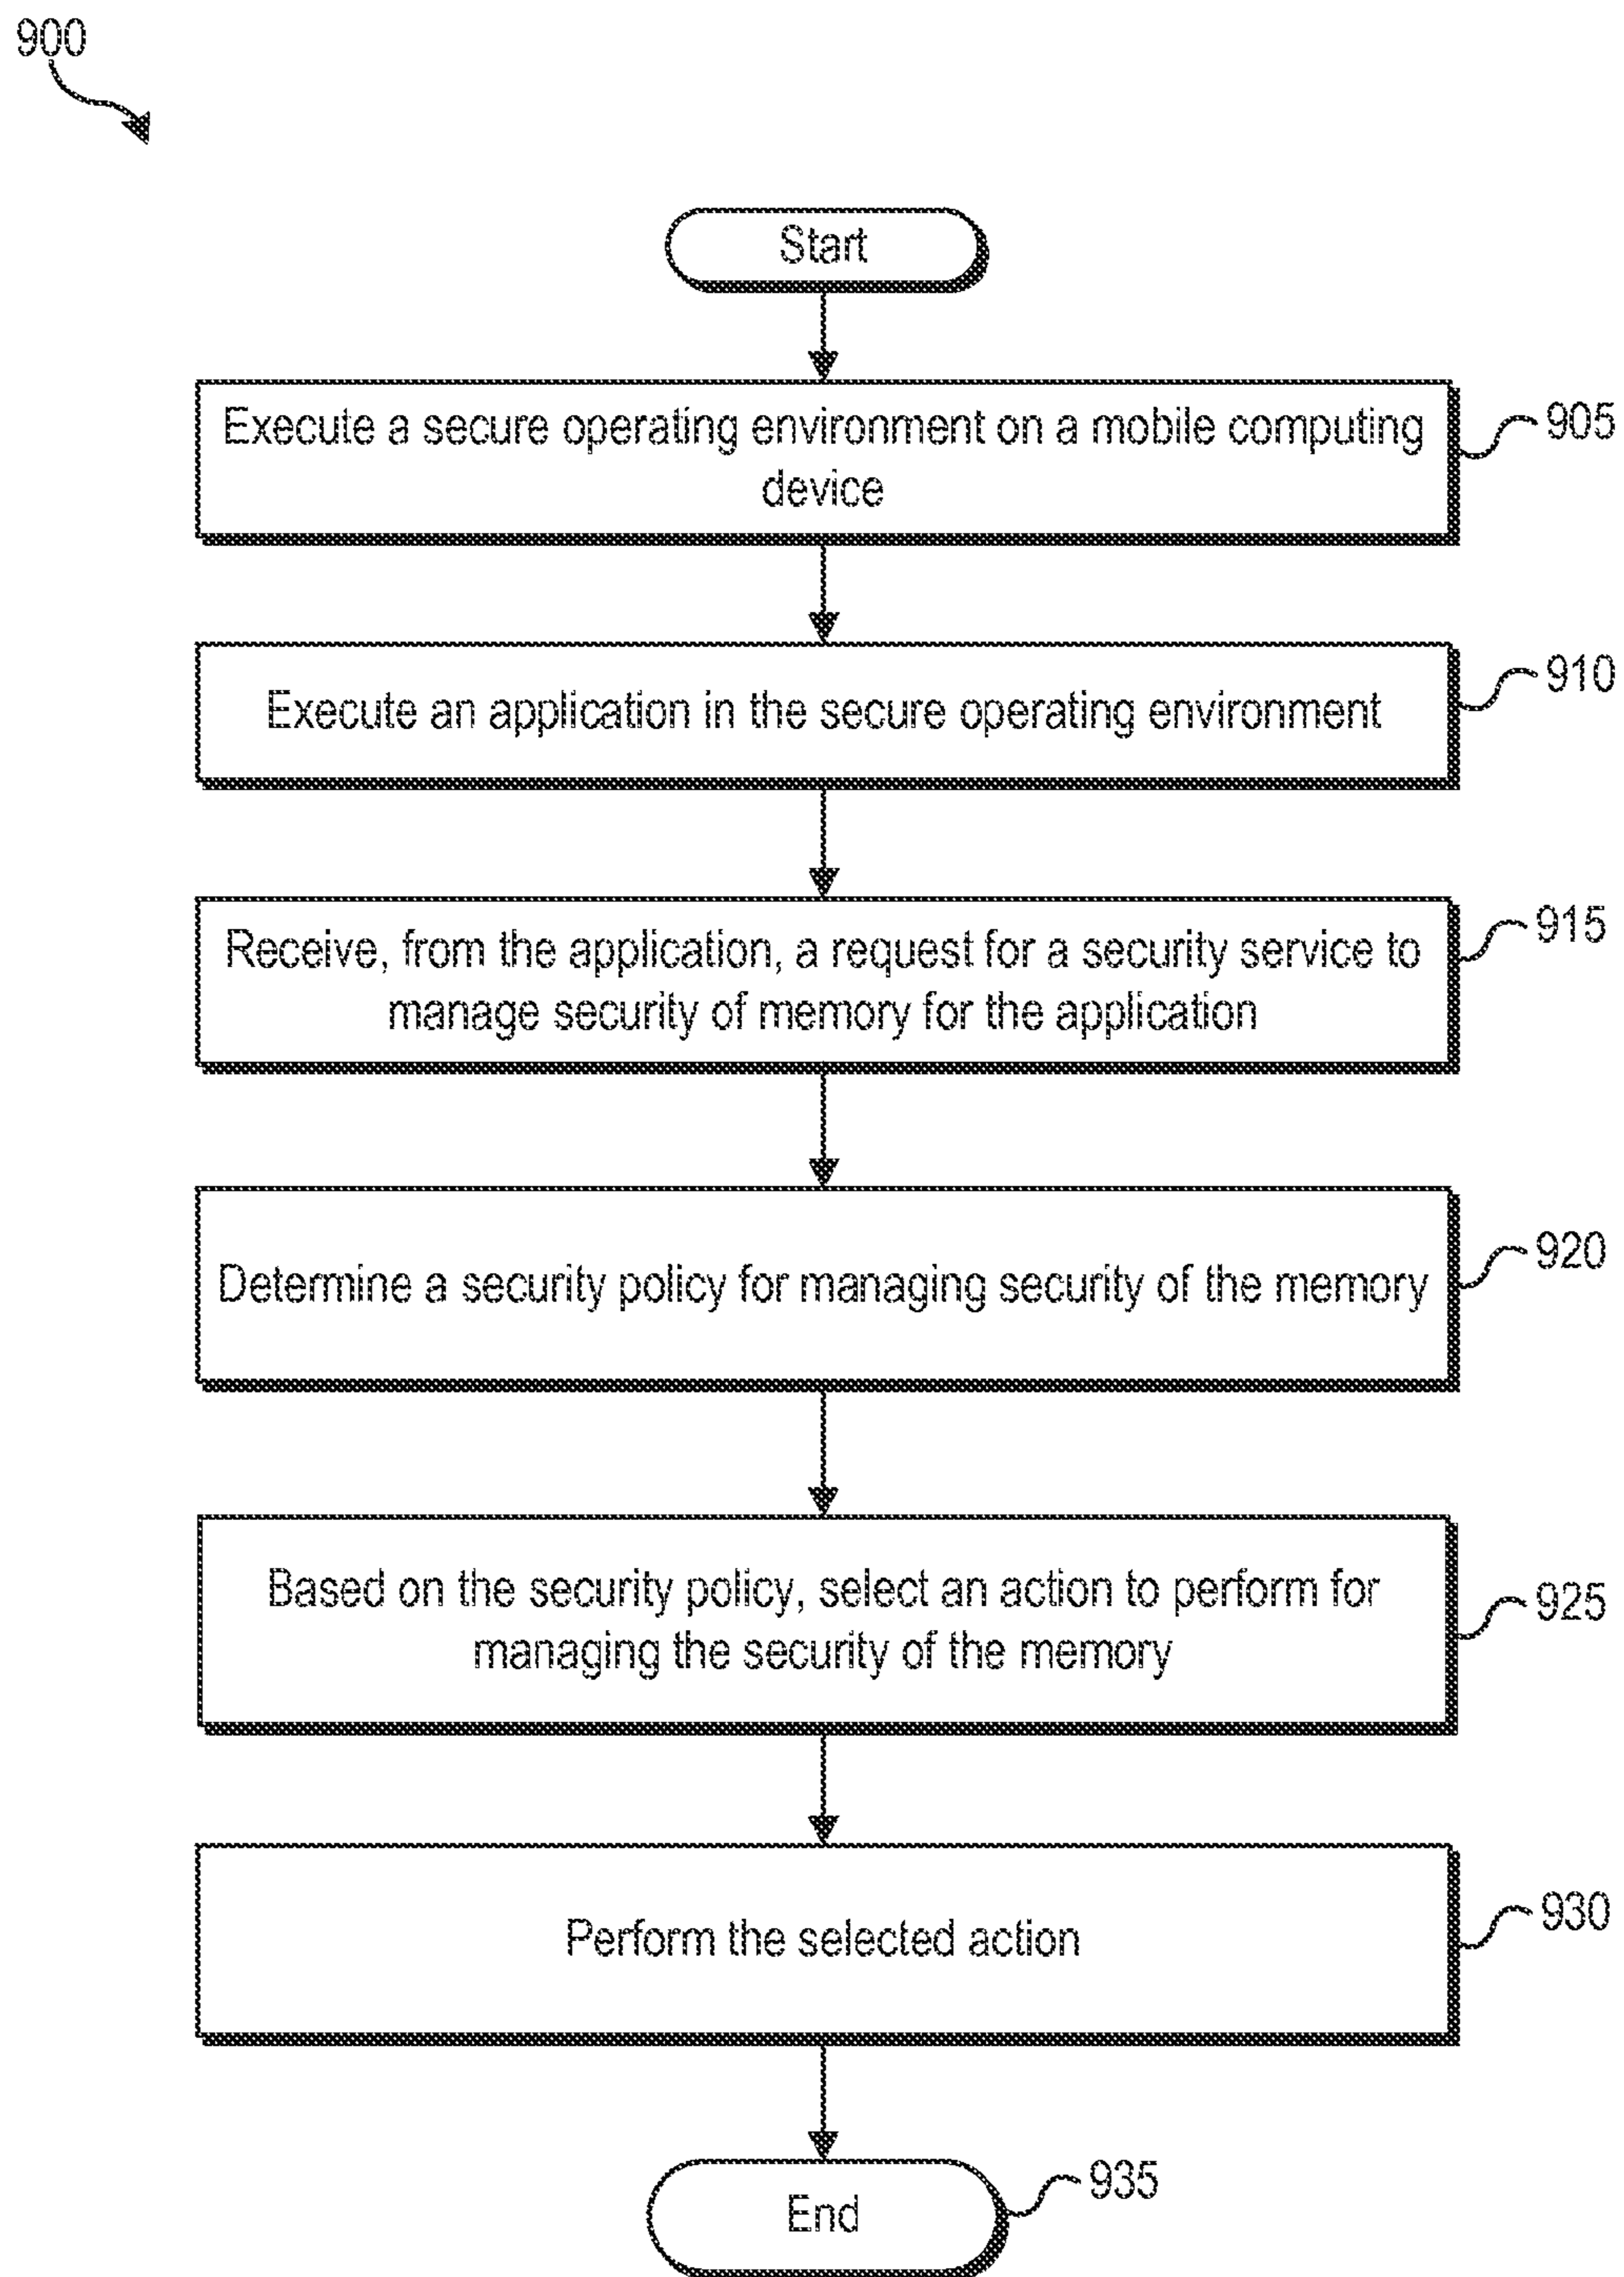 900
Start
Execute a secure operating environment on a mobile computing
device
905
Execute an application in the secure operating environment
910
Receive, from the application, a request for a security service to
manage security of memory for the application
915
Determine a security policy for managing security of the memory
920
Based on the security policy, select an action to perform for
managing the security of the memory
925
Perform the selected action
930
End
935